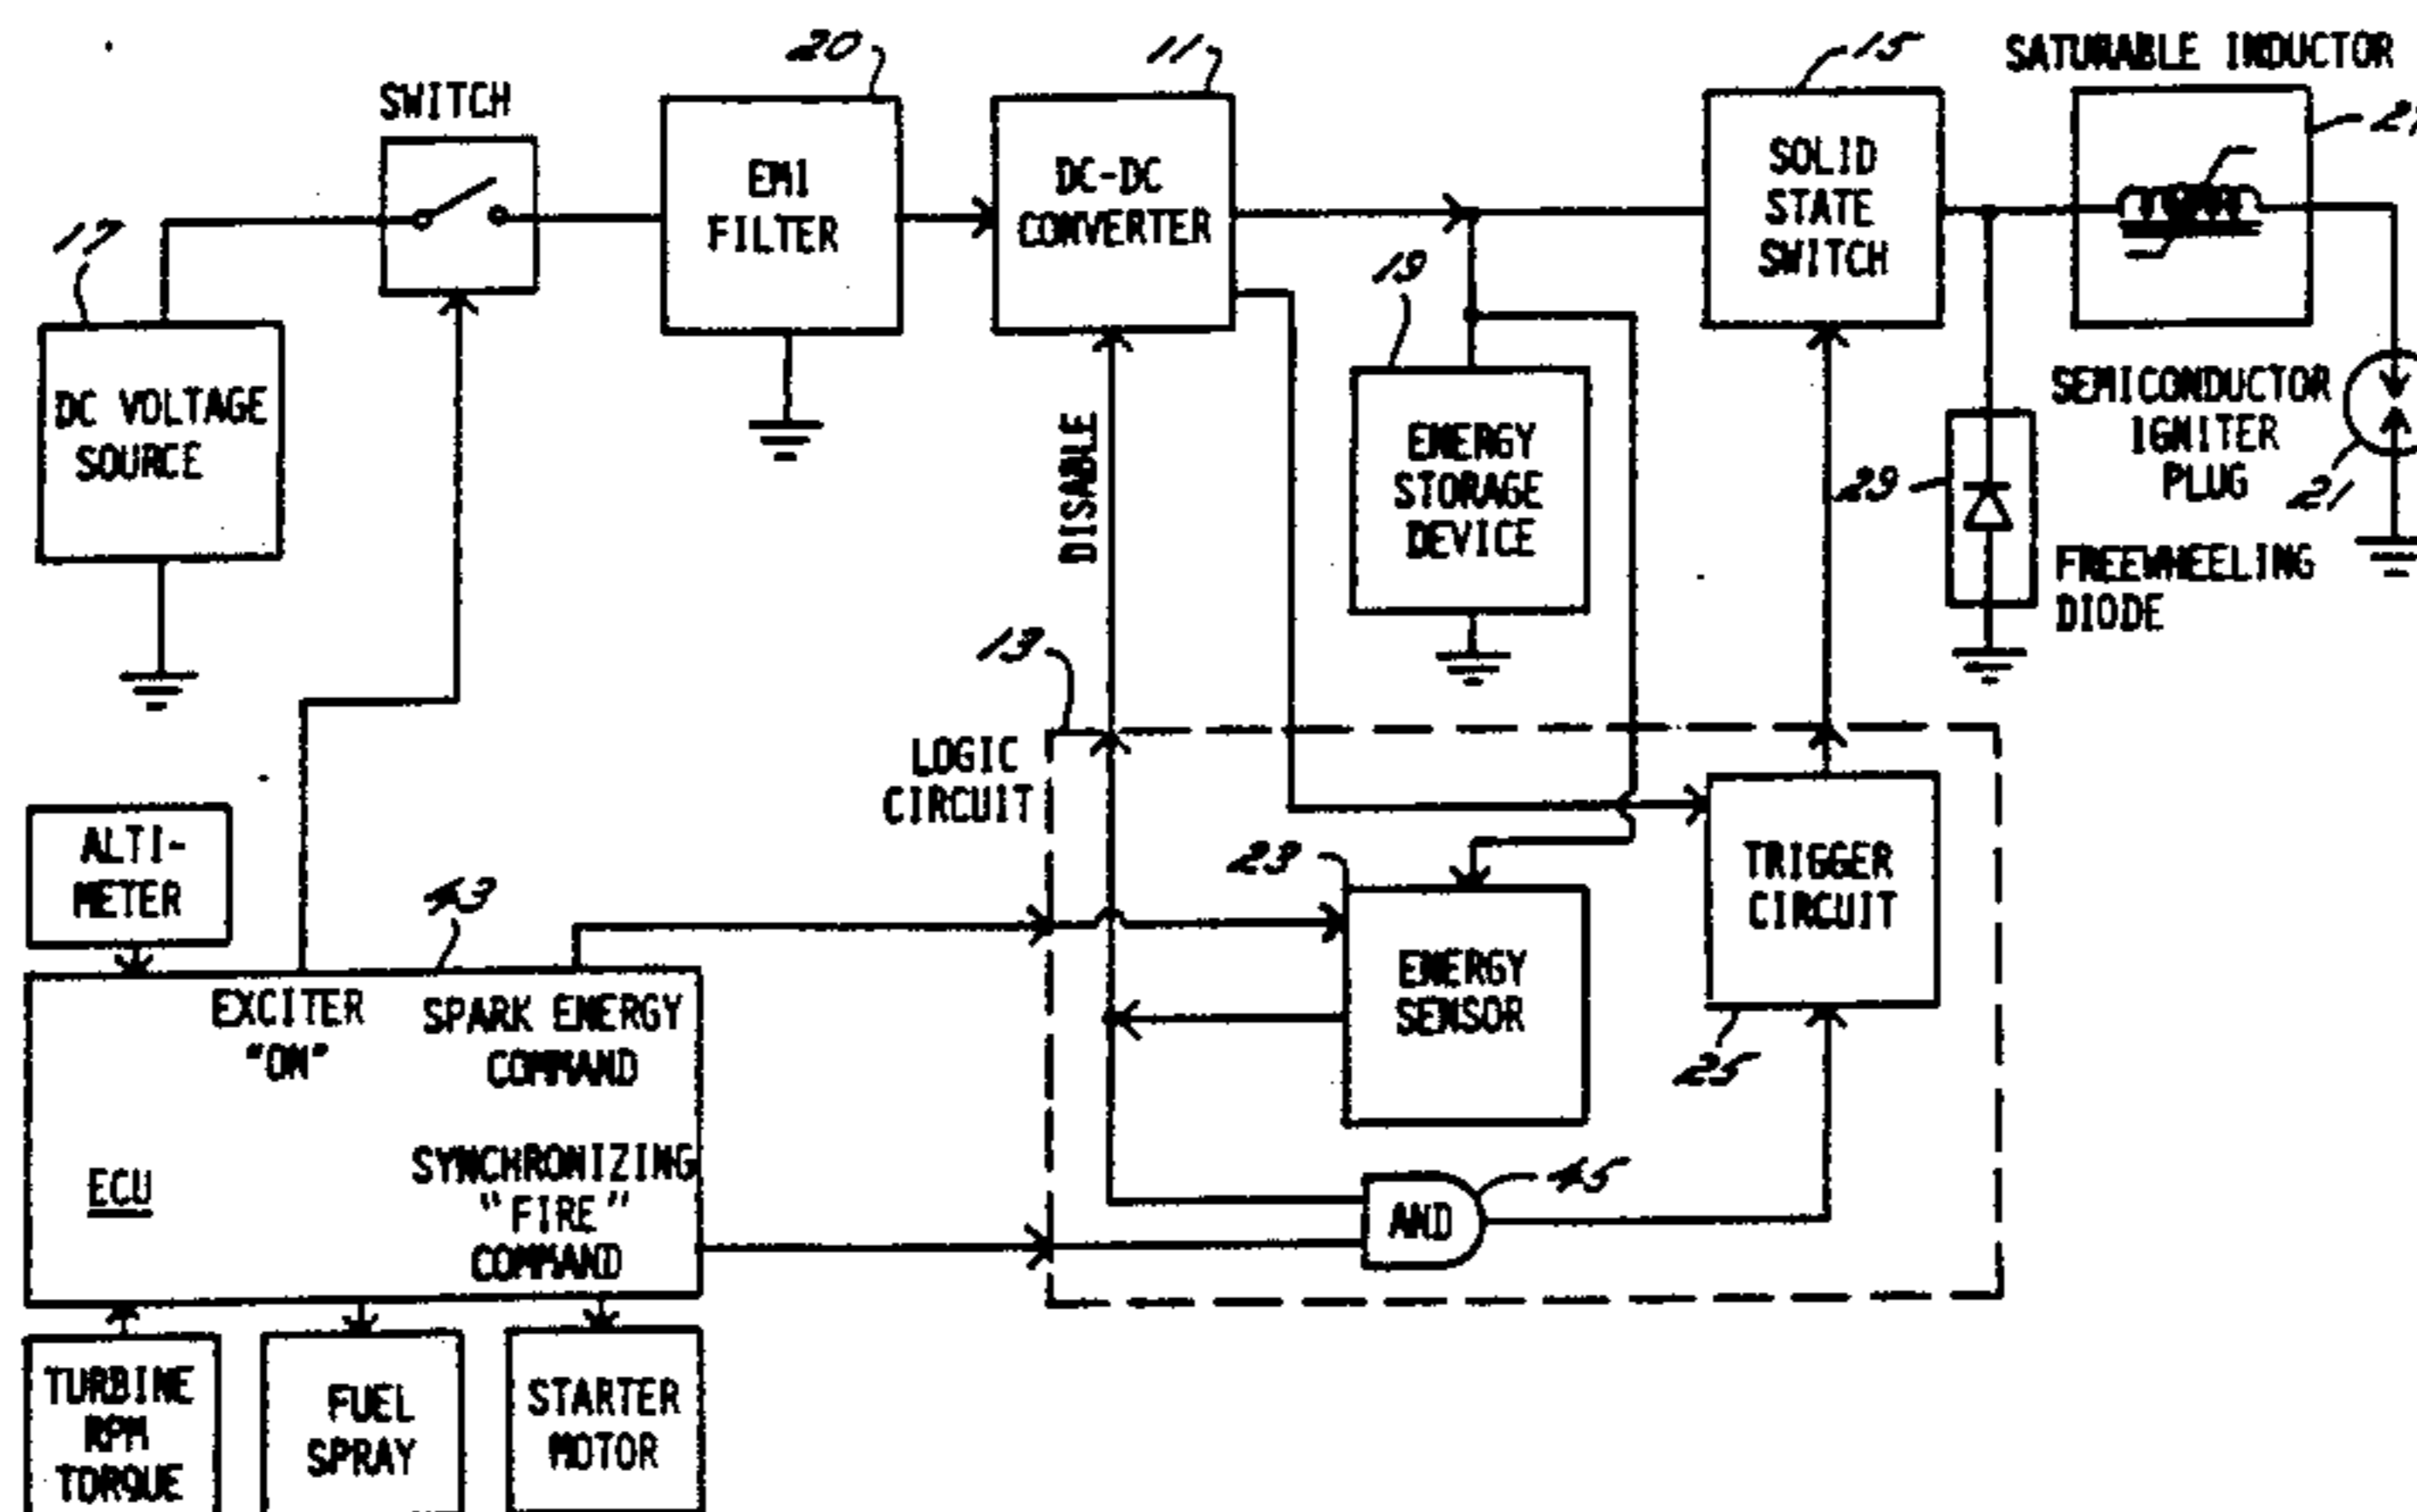 20
11
15
SATURABLE INDUCTOR
SWITCH
17
EMI
FILTER
DC-DC
CONVERTER
SOLID
STATE
SWITCH
19
DC VOLTAGE
SOURCE
DISABLE
ENERGY
STORAGE
DEVICE
SEMICONDUCTOR
IGNITER
PLUG
21
29
FREEWHEELING
DIODE
13
LOGIC
CIRCUIT
ALTI-
METER
43
23
TRIGGER
CIRCUIT
ENERGY
SENSOR
25
EXCITER
"ON"
SPARK ENERGY
COMMAND
SYNCHRONIZING
"FIRE"
COMMAND
ECU
AND
45
TURBINE
RPM
TORQUE
FUEL
SPRAY
STARTER
MOTOR